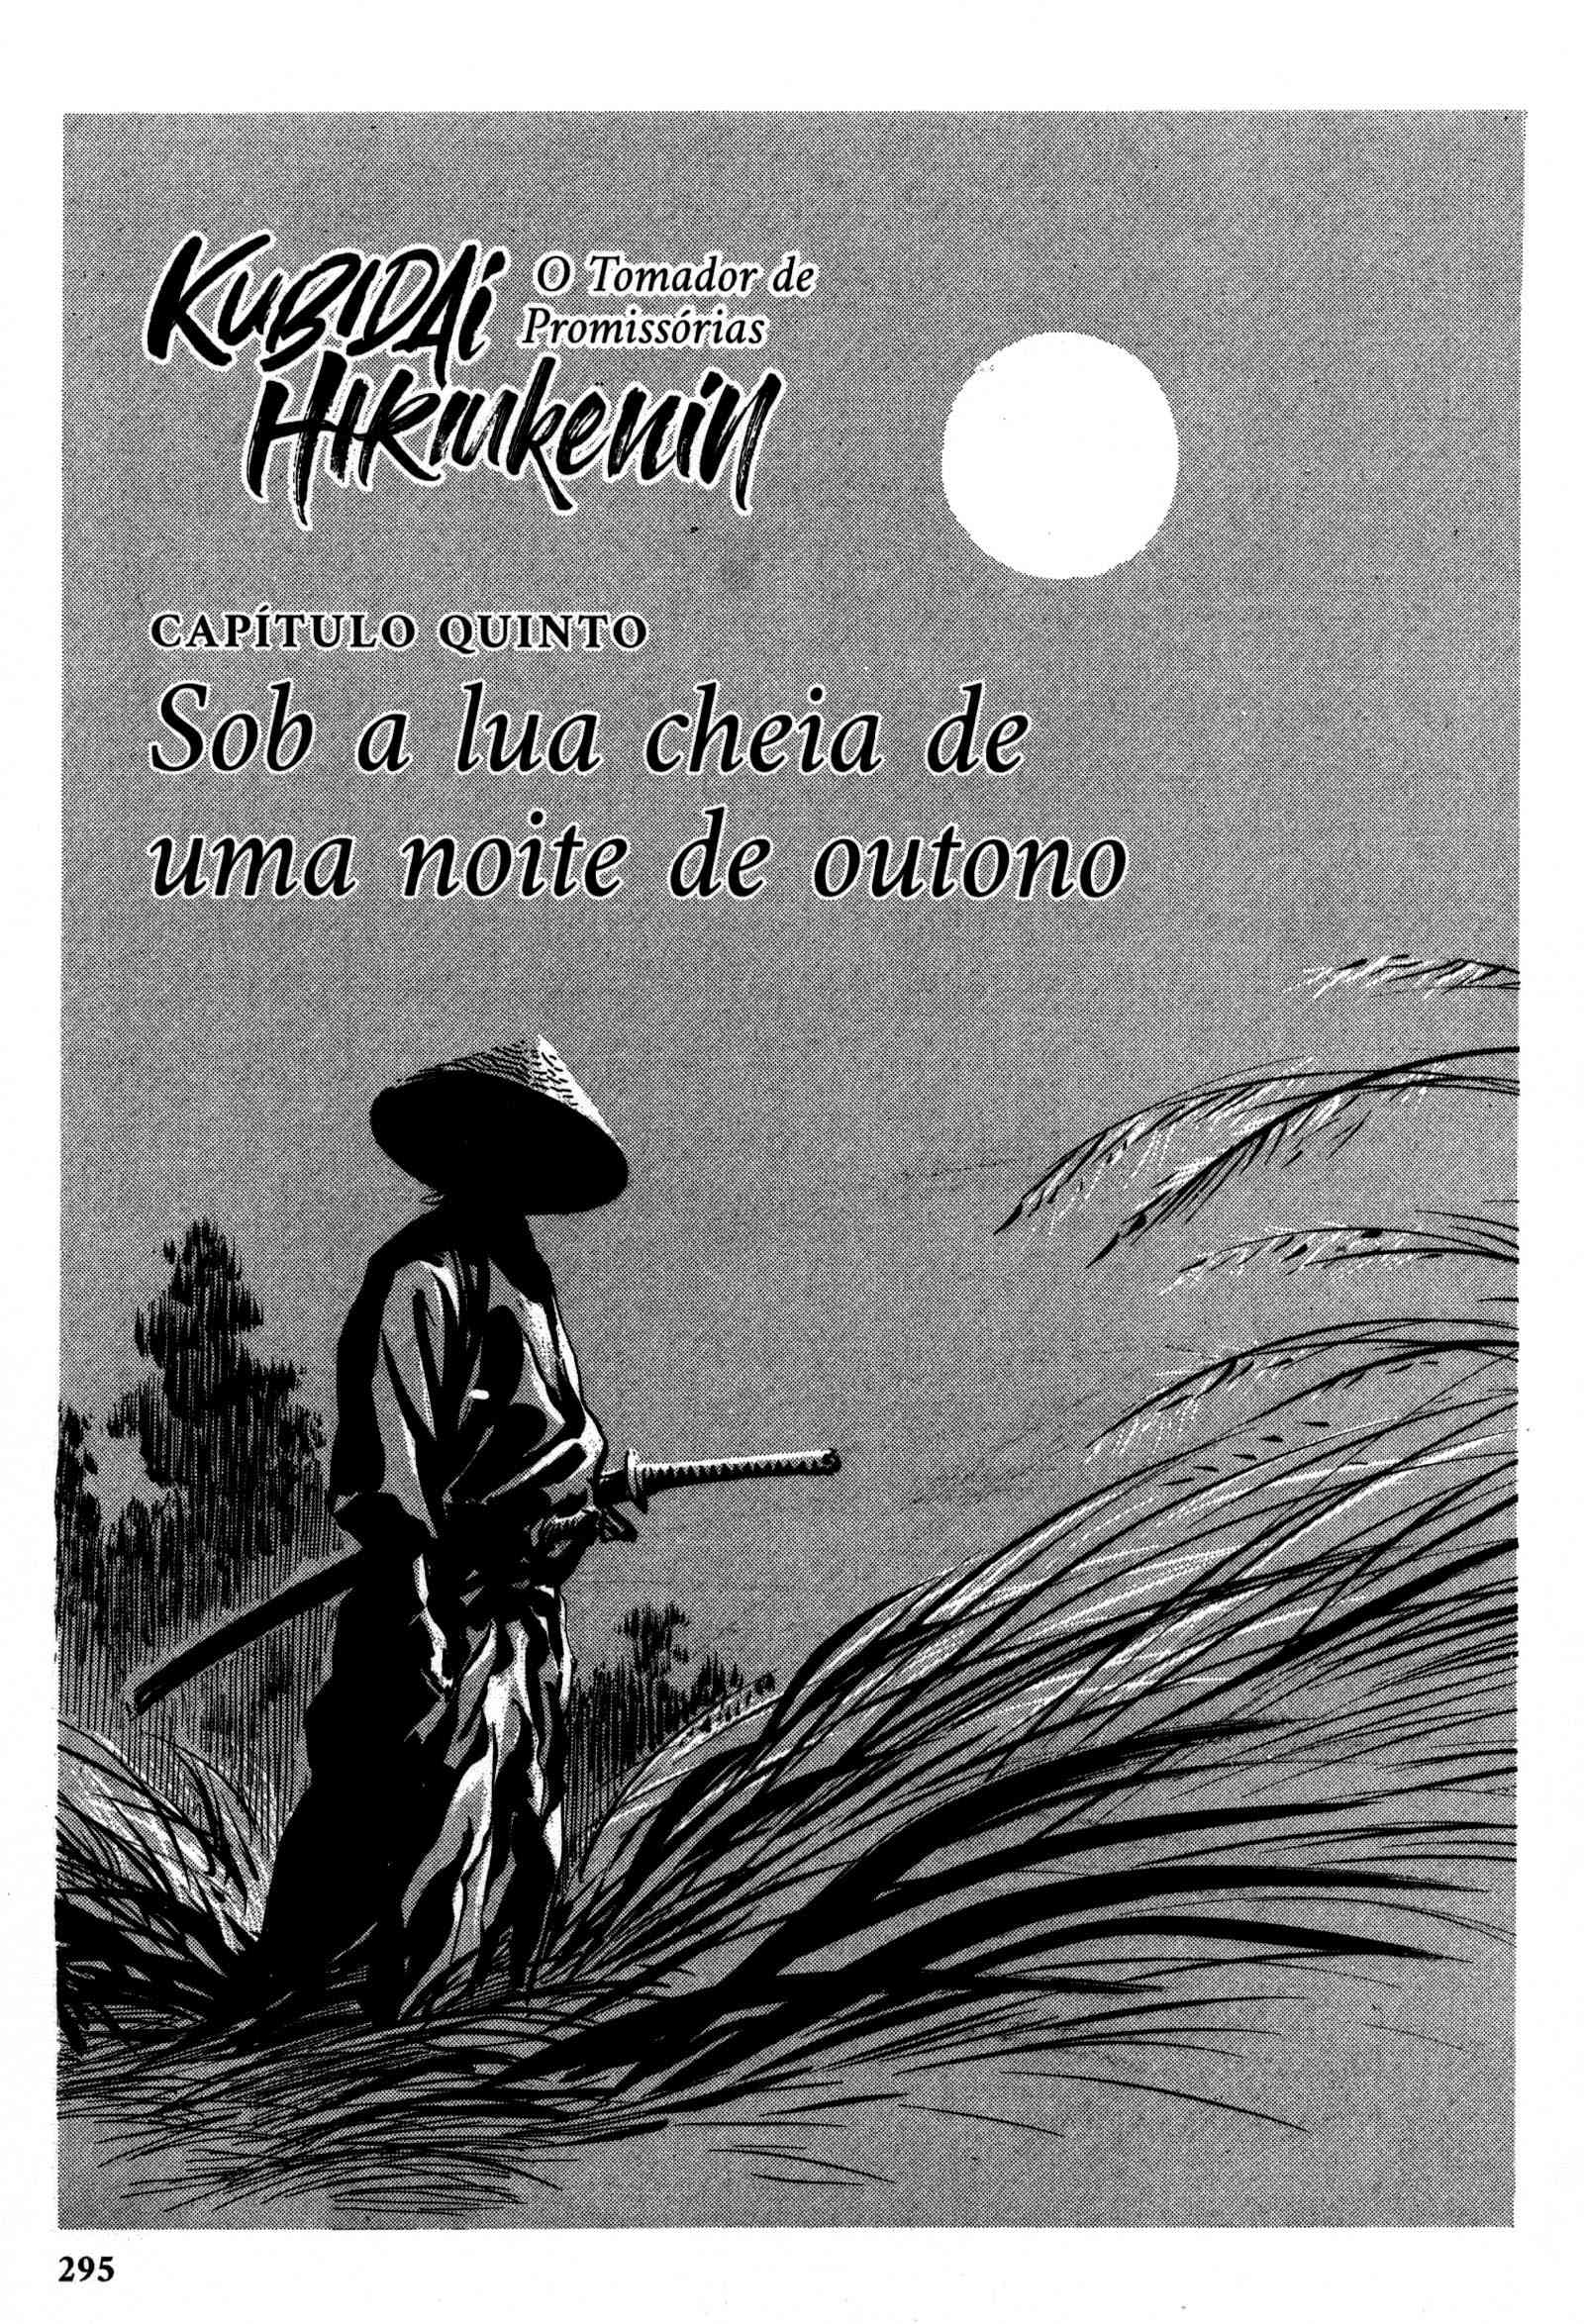 KUBIDAI
O Tomador de
Promissórias
HIKIUKENIN
CAPÍTULO QUINTO
Sob a lua cheia de
uma noite de outono
295